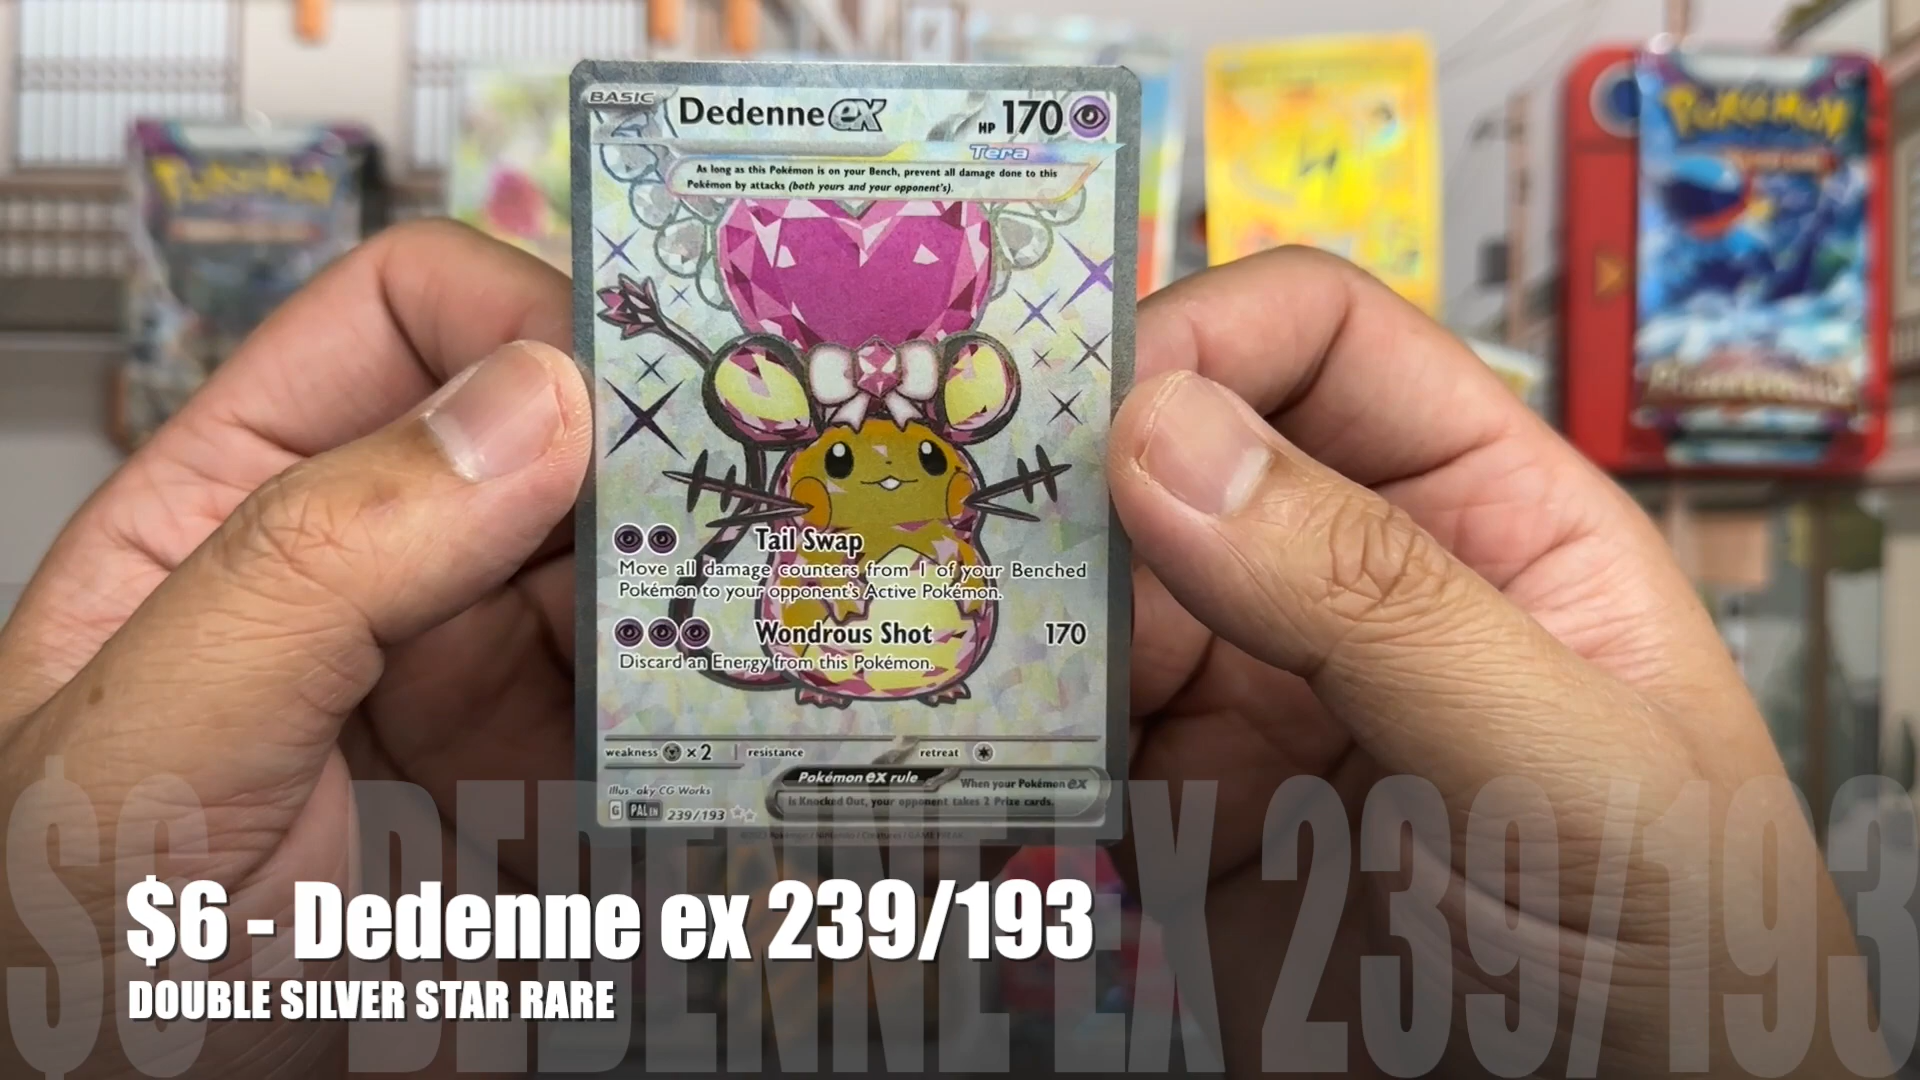 BASIC
Dedenne ex
HP 170
Tera
As long as this Pokémon is on your Bench, prevent all damage done to this
Pokémon by attacks (both yours and your opponent's).
Tail Swap
Move all damage counters from 1 of your Benched
Pokémon to your opponent's Active Pokémon.
Wondrous Shot 170
Discard an Energy from this Pokémon.
weakness ×2 resistance retreat
Pokémon ex rule When your Pokémon ex
is Knocked Out, your opponent takes 2 Prize cards.
Illus. aky CG Works
G PAL EN 239/193
POKÉMON
POKÉMON
$6 - DEDENNE EX 239/193
$6 - Dedenne ex 239/193
DOUBLE SILVER STAR RARE